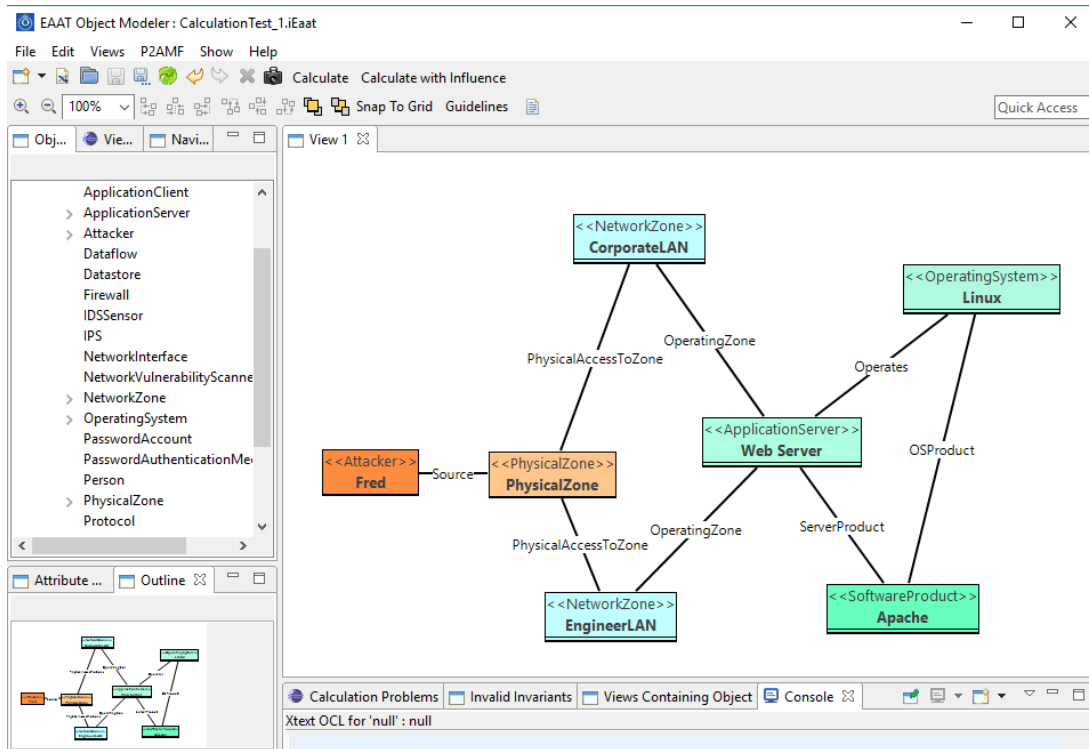 EAAT Object Modeler : CalculationTest_1.iEaat
File Edit Views P2AMF Show Help
Calculate Calculate with Influence
100% Snap To Grid Guidelines Quick Access
Obj... Vie... Navi...
View 1
ApplicationClient
ApplicationServer
Attacker
Dataflow
Datastore
Firewall
IDSSensor
IPS
NetworkInterface
NetworkVulnerabilityScanne
NetworkZone
OperatingSystem
PasswordAccount
PasswordAuthenticationMe
Person
PhysicalZone
Protocol
<<NetworkZone>>
CorporateLAN
<<OperatingSystem>>
Linux
OperatingZone
PhysicalAccessToZone
Operates
<<ApplicationServer>>
Web Server
OSProduct
<<Attacker>>
Fred
Source
<<PhysicalZone>>
PhysicalZone
OperatingZone
ServerProduct
PhysicalAccessToZone
<<NetworkZone>>
EngineerLAN
<<SoftwareProduct>>
Apache
Attribute ... Outline
Calculation Problems Invalid Invariants Views Containing Object Console
Xtext OCL for 'null' : null